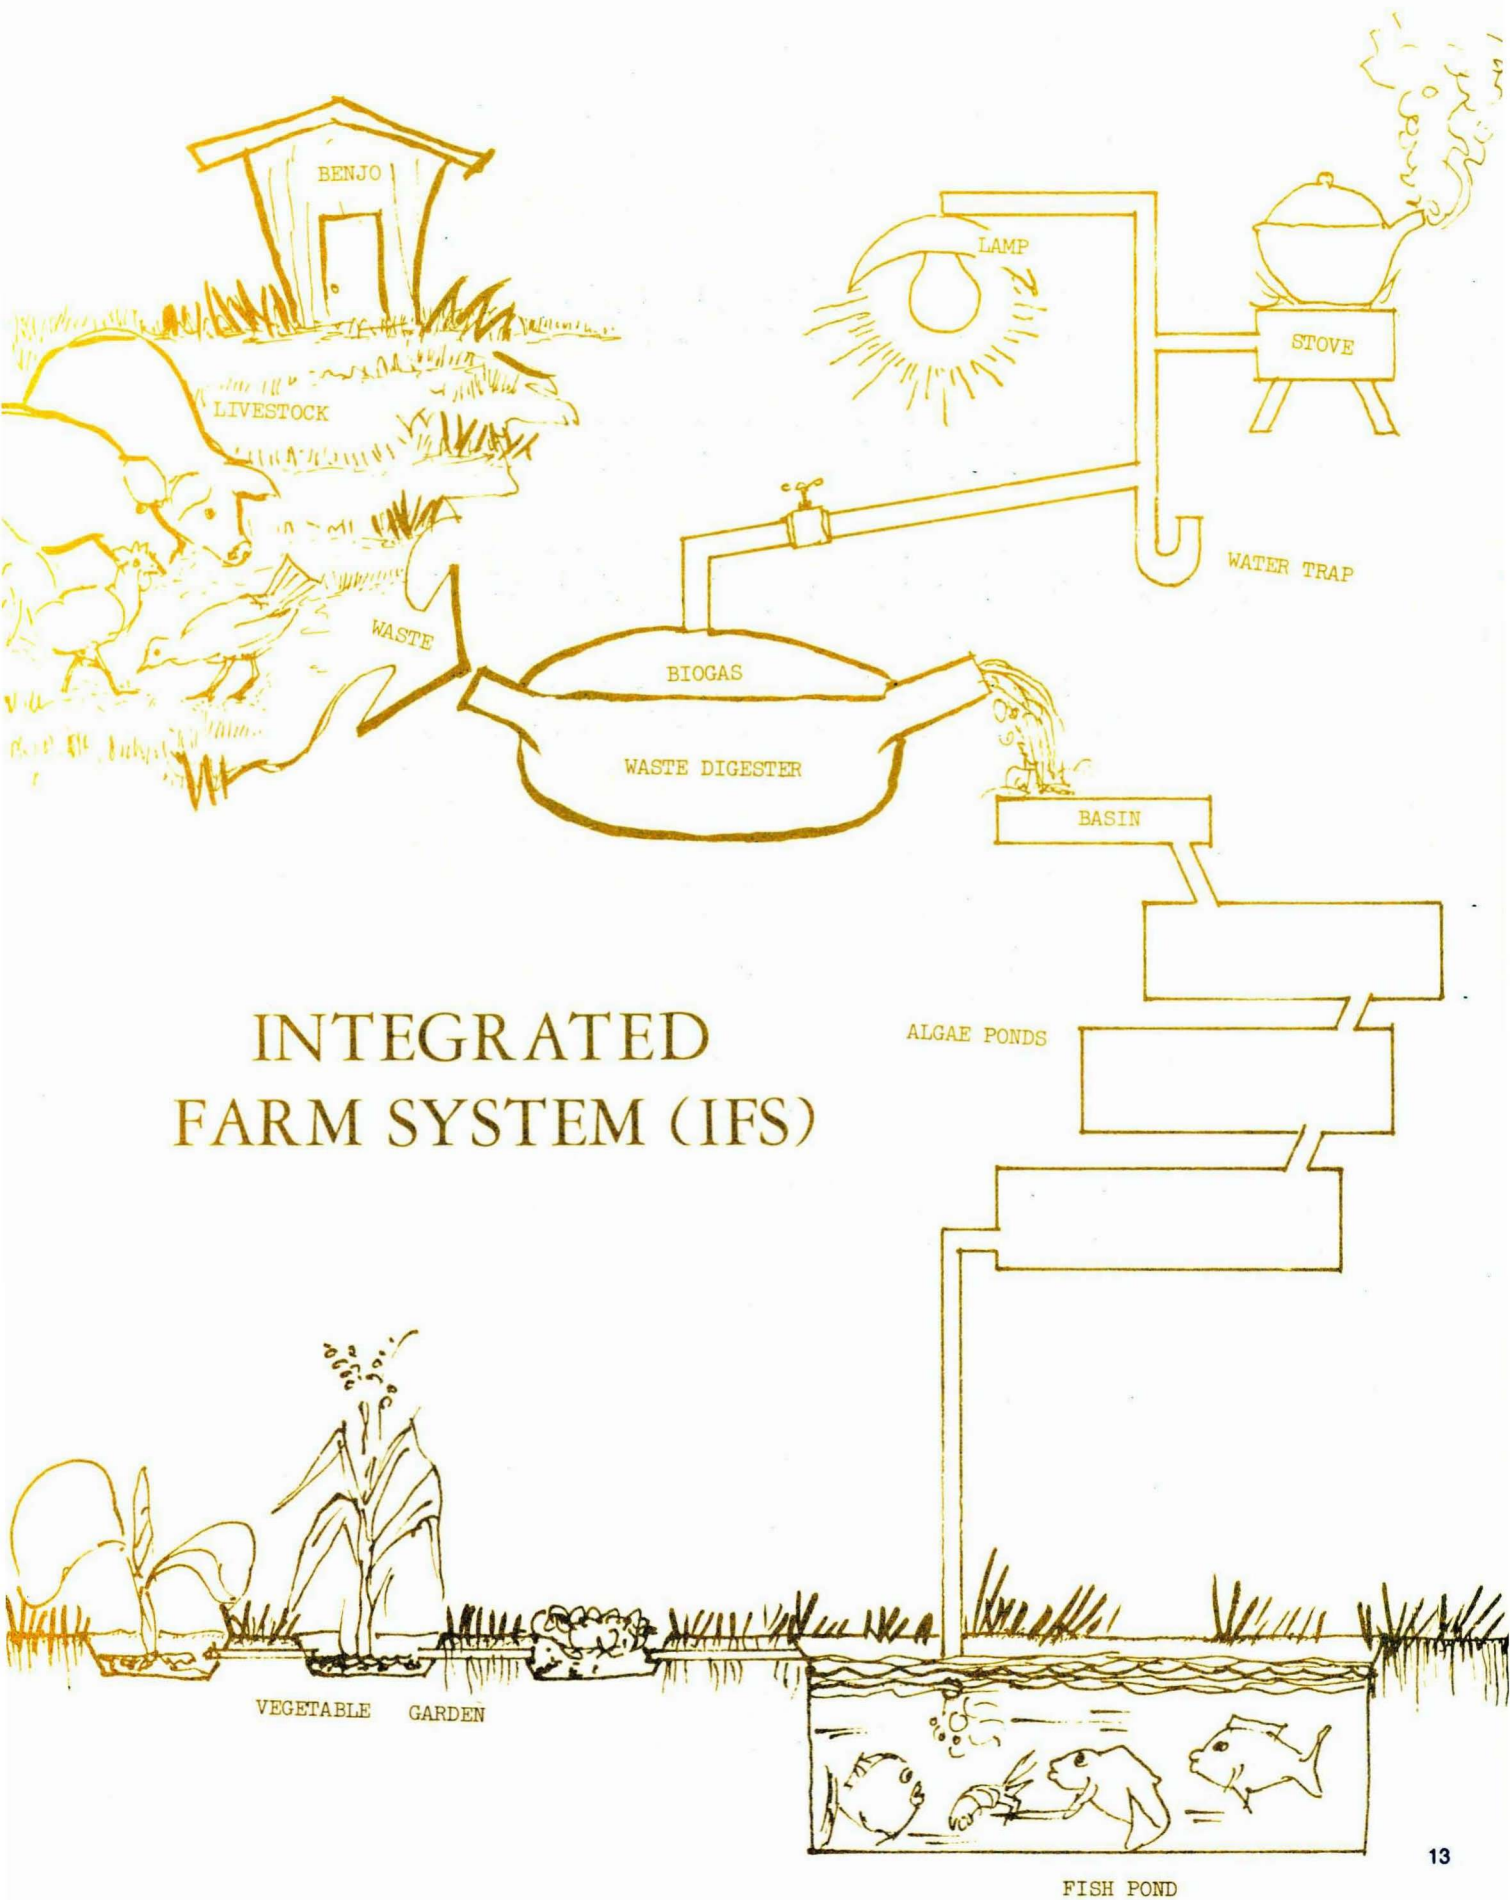 BENJO
LAMP
STOVE
LIVESTOCK
WATER TRAP
WASTE
BIOGAS
WASTE DIGESTER
BASIN
INTEGRATED
FARM SYSTEM (IFS)
ALGAE PONDS
VEGETABLE GARDEN
13
FISH POND